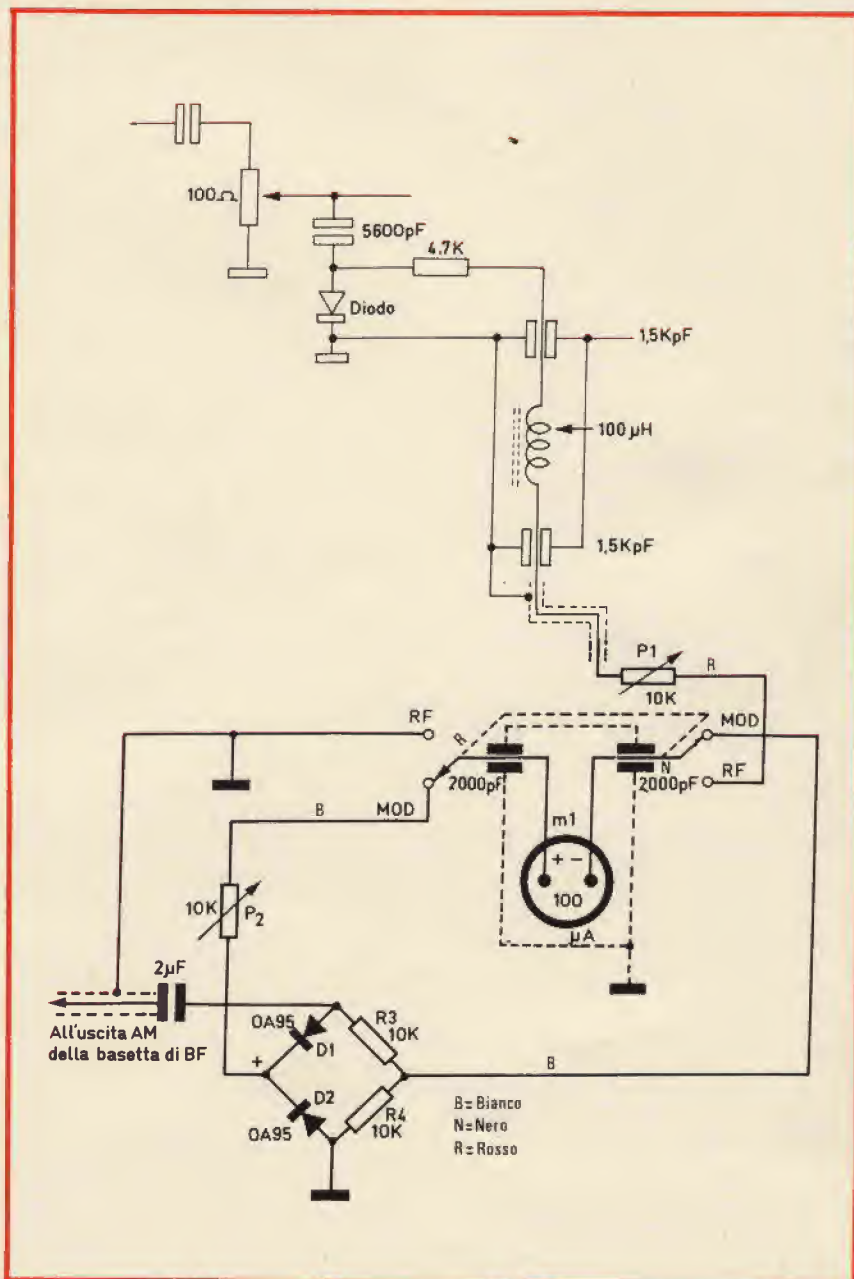 100Ω
5600pF
4.7K
Diodo
1,5KpF
100 µH
1,5KpF
P1
R
10K
RF
R
MOD
N
RF
2000pF
2000pF
MOD
B
m1
+ -
100
µA
10K
P2
2µF
All'uscita AM
della basetta di BF
OA95
D1
R3
10K
+
B
D2
OA95
R4
10K
B=Bianco
N=Nero
R=Rosso